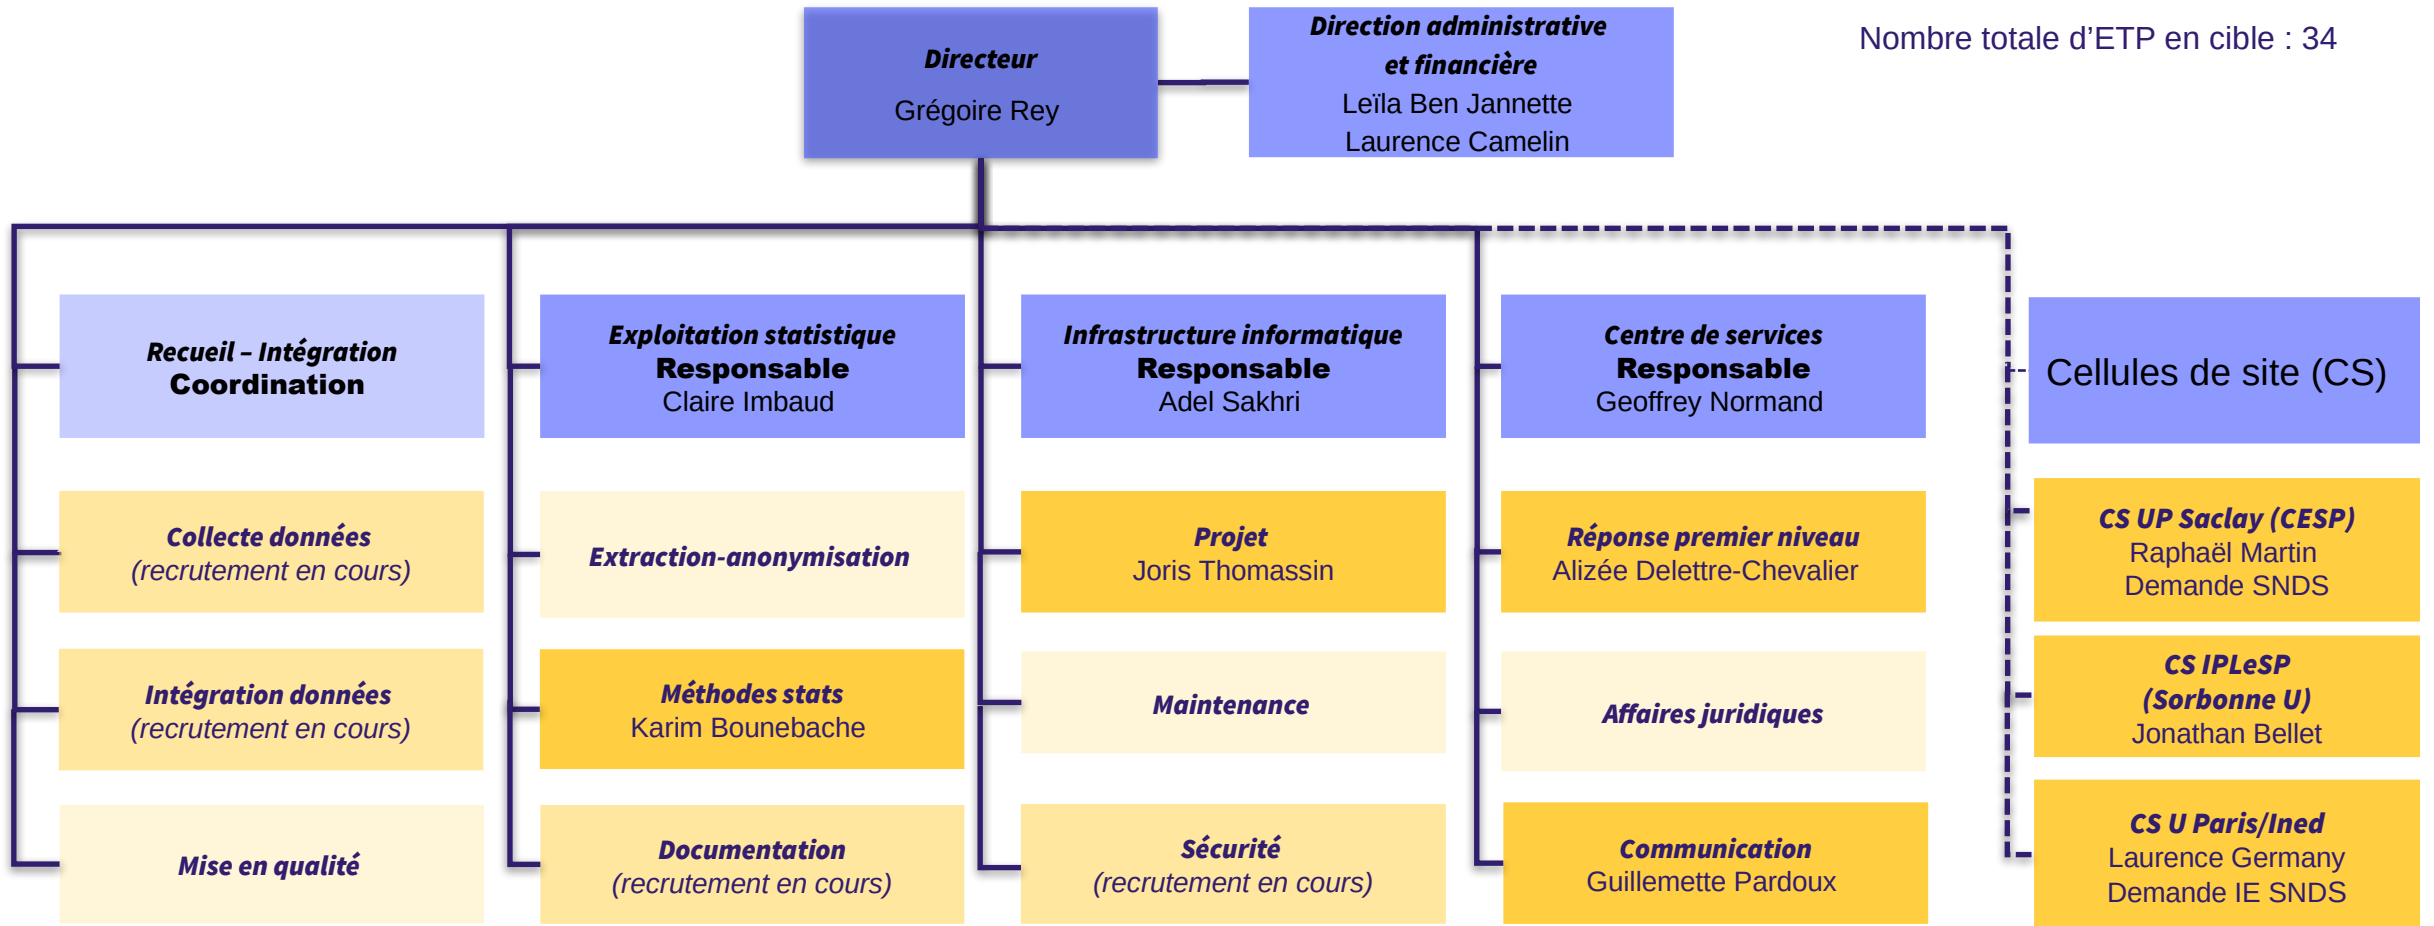 Directeur
Grégoire Rey
Direction administrative
et financière
Leïla Ben Jannette
Laurence Camelin
Nombre totale d'ETP en cible : 34
Recueil – Intégration
Coordination
Exploitation statistique
Responsable
Claire Imbaud
Infrastructure informatique
Responsable
Adel Sakhri
Centre de services
Responsable
Geoffrey Normand
Cellules de site (CS)
Collecte données
(recrutement en cours)
Extraction-anonymisation
Projet
Joris Thomassin
Réponse premier niveau
Alizée Delettre-Chevalier
CS UP Saclay (CESP)
Raphaël Martin
Demande SNDS
Intégration données
(recrutement en cours)
Méthodes stats
Karim Bounebache
Maintenance
Affaires juridiques
CS IPLeSP
(Sorbonne U)
Jonathan Bellet
Mise en qualité
Documentation
(recrutement en cours)
Sécurité
(recrutement en cours)
Communication
Guillemette Pardoux
CS U Paris/Ined
Laurence Germany
Demande IE SNDS